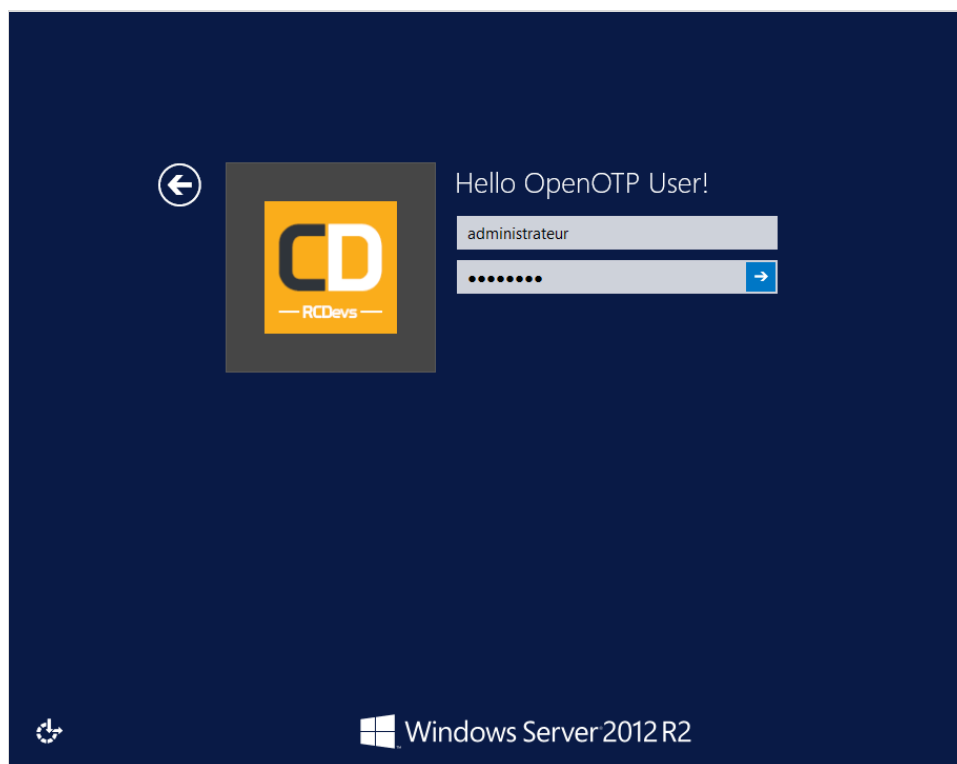 Hello OpenOTP User!
administrateur
CD
RCDevs
Windows Server 2012 R2